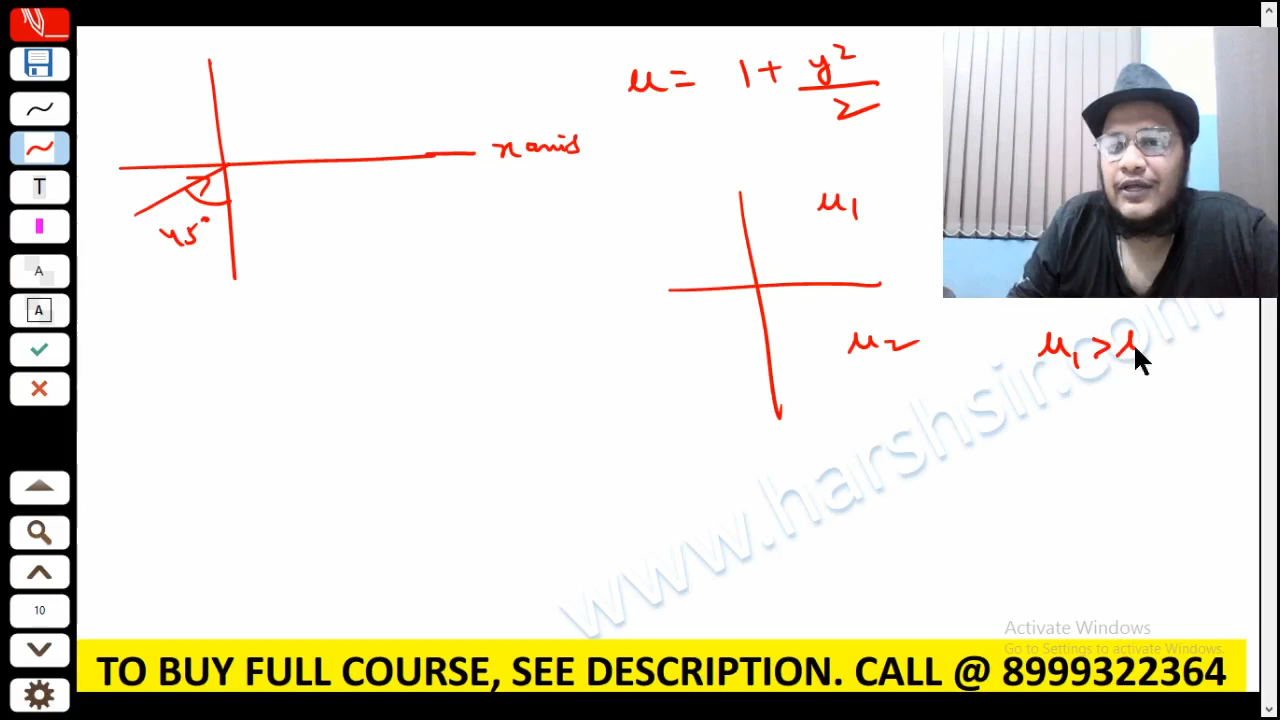 μ = 1 + y²/2
x axis
45°
μ₁
μ₂
μ₁ >
www.harshsir.com
T
A
A
10
Activate Windows
Go to Settings to activate Windows.
TO BUY FULL COURSE, SEE DESCRIPTION. CALL @ 8999322364